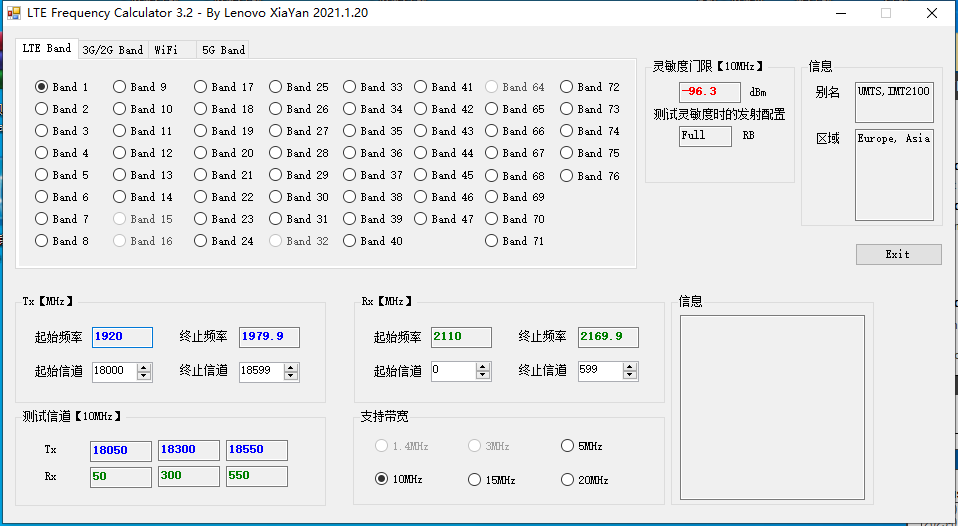 LTE Frequency Calculator 3.2 - By Lenovo XiaYan 2021.1.20
LTE Band 3G/2G Band WiFi 5G Band
Band 1 Band 9 Band 17 Band 25 Band 33 Band 41 Band 64 Band 72
Band 2 Band 10 Band 18 Band 26 Band 34 Band 42 Band 65 Band 73
Band 3 Band 11 Band 19 Band 27 Band 35 Band 43 Band 66 Band 74
Band 4 Band 12 Band 20 Band 28 Band 36 Band 44 Band 67 Band 75
Band 5 Band 13 Band 21 Band 29 Band 37 Band 45 Band 68 Band 76
Band 6 Band 14 Band 22 Band 30 Band 38 Band 46 Band 69
Band 7 Band 15 Band 23 Band 31 Band 39 Band 47 Band 70
Band 8 Band 16 Band 24 Band 32 Band 40 Band 71
灵敏度门限【10MHz】
-96.3 dBm
测试灵敏度时的发射配置
Full RB
信息
别名 UMTS,IMT2100
区域 Europe, Asia
Exit
Tx【MHz】
起始频率 1920 终止频率 1979.9
起始信道 18000 终止信道 18599
Rx【MHz】
起始频率 2110 终止频率 2169.9
起始信道 0 终止信道 599
信息
测试信道【10MHz】
Tx 18050 18300 18550
Rx 50 300 550
支持带宽
1.4MHz 3MHz 5MHz
10MHz 15MHz 20MHz